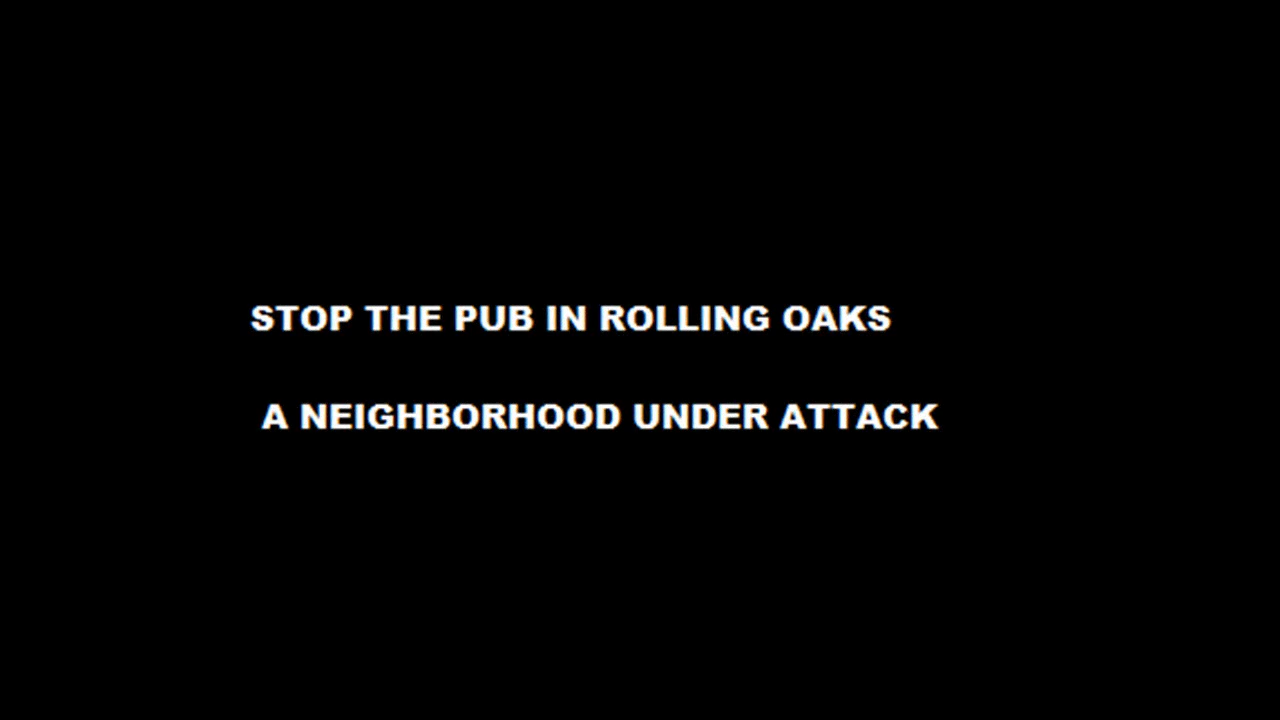 STOP THE PUB IN ROLLING OAKS
A NEIGHBORHOOD UNDER ATTACK